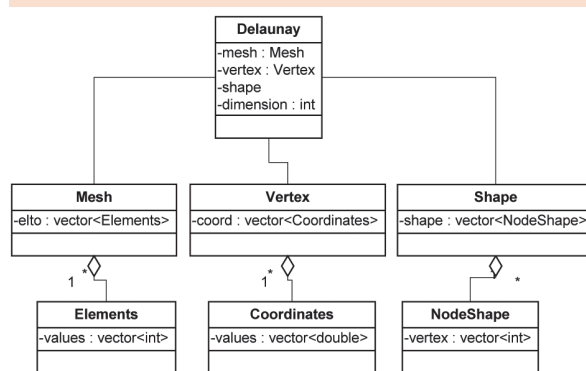 Delaunay
-mesh : Mesh
-vertex : Vertex
-shape
-dimension : int
Mesh
-elto : vector<Elements>
Vertex
-coord : vector<Coordinates>
Shape
-shape : vector<NodeShape>
1 *
1 *
*
Elements
-values : vector<int>
Coordinates
-values : vector<double>
NodeShape
-vertex : vector<int>